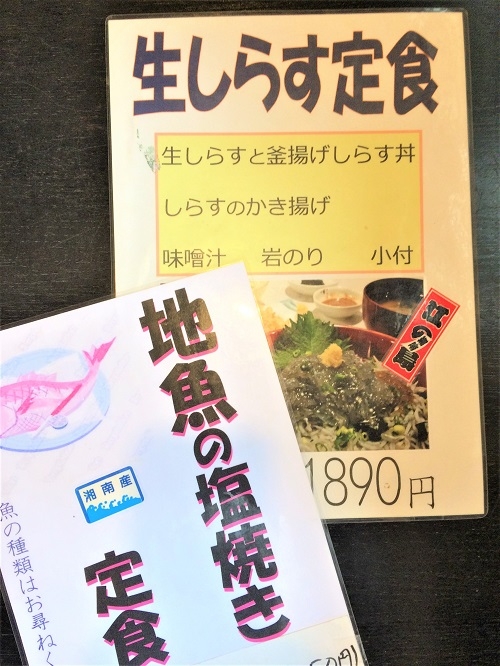 生しらす定食
生しらすと釜揚げしらす丼
しらすのかき揚げ
味噌汁 岩のり 小付
江の島
1890円
地魚の塩焼き
定食
湘南産
魚の種類はお尋ねく